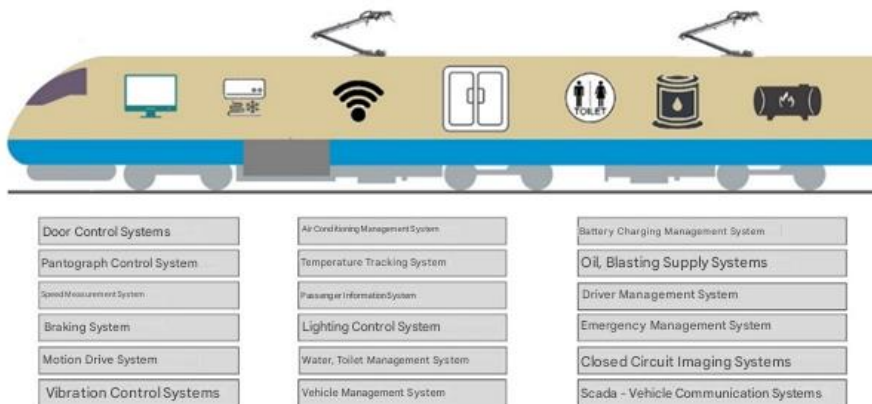 TOILET
Door Control Systems
Pantograph Control System
Speed Measurement System
Braking System
Motion Drive System
Vibration Control Systems
Air Conditioning Management System
Temperature Tracking System
Passenger Information System
Lighting Control System
Water, Toilet Management System
Vehicle Management System
Battery Charging Management System
Oil, Blasting Supply Systems
Driver Management System
Emergency Management System
Closed Circuit Imaging Systems
Scada - Vehicle Communication Systems